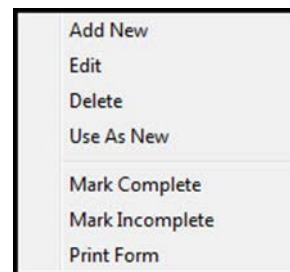 Add New
Edit
Delete
Use As New
Mark Complete
Mark Incomplete
Print Form